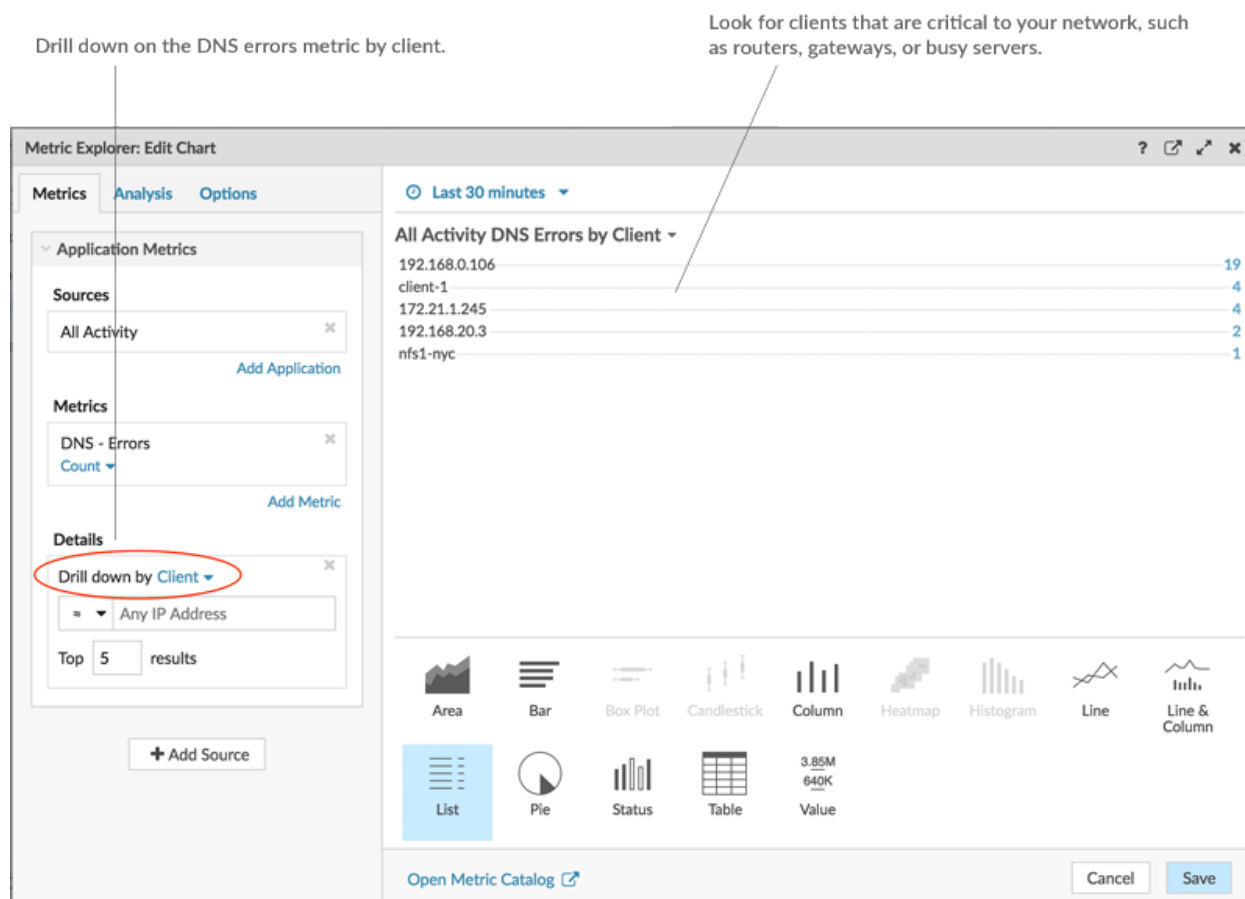 Drill down on the DNS errors metric by client.
Look for clients that are critical to your network, such
as routers, gateways, or busy servers.
Metric Explorer: Edit Chart
?
Metrics Analysis Options
Last 30 minutes
Application Metrics
Sources
All Activity
Add Application
Metrics
DNS - Errors
Count
Add Metric
Details
Drill down by Client
≈ Any IP Address
Top 5 results
+ Add Source
All Activity DNS Errors by Client
192.168.0.106 19
client-1 4
172.21.1.245 4
192.168.20.3 2
nfs1-nyc 1
Area Bar Box Plot Candlestick Column Heatmap Histogram Line Line &
Column
3.85M
640K
List Pie Status Table Value
Open Metric Catalog
Cancel Save